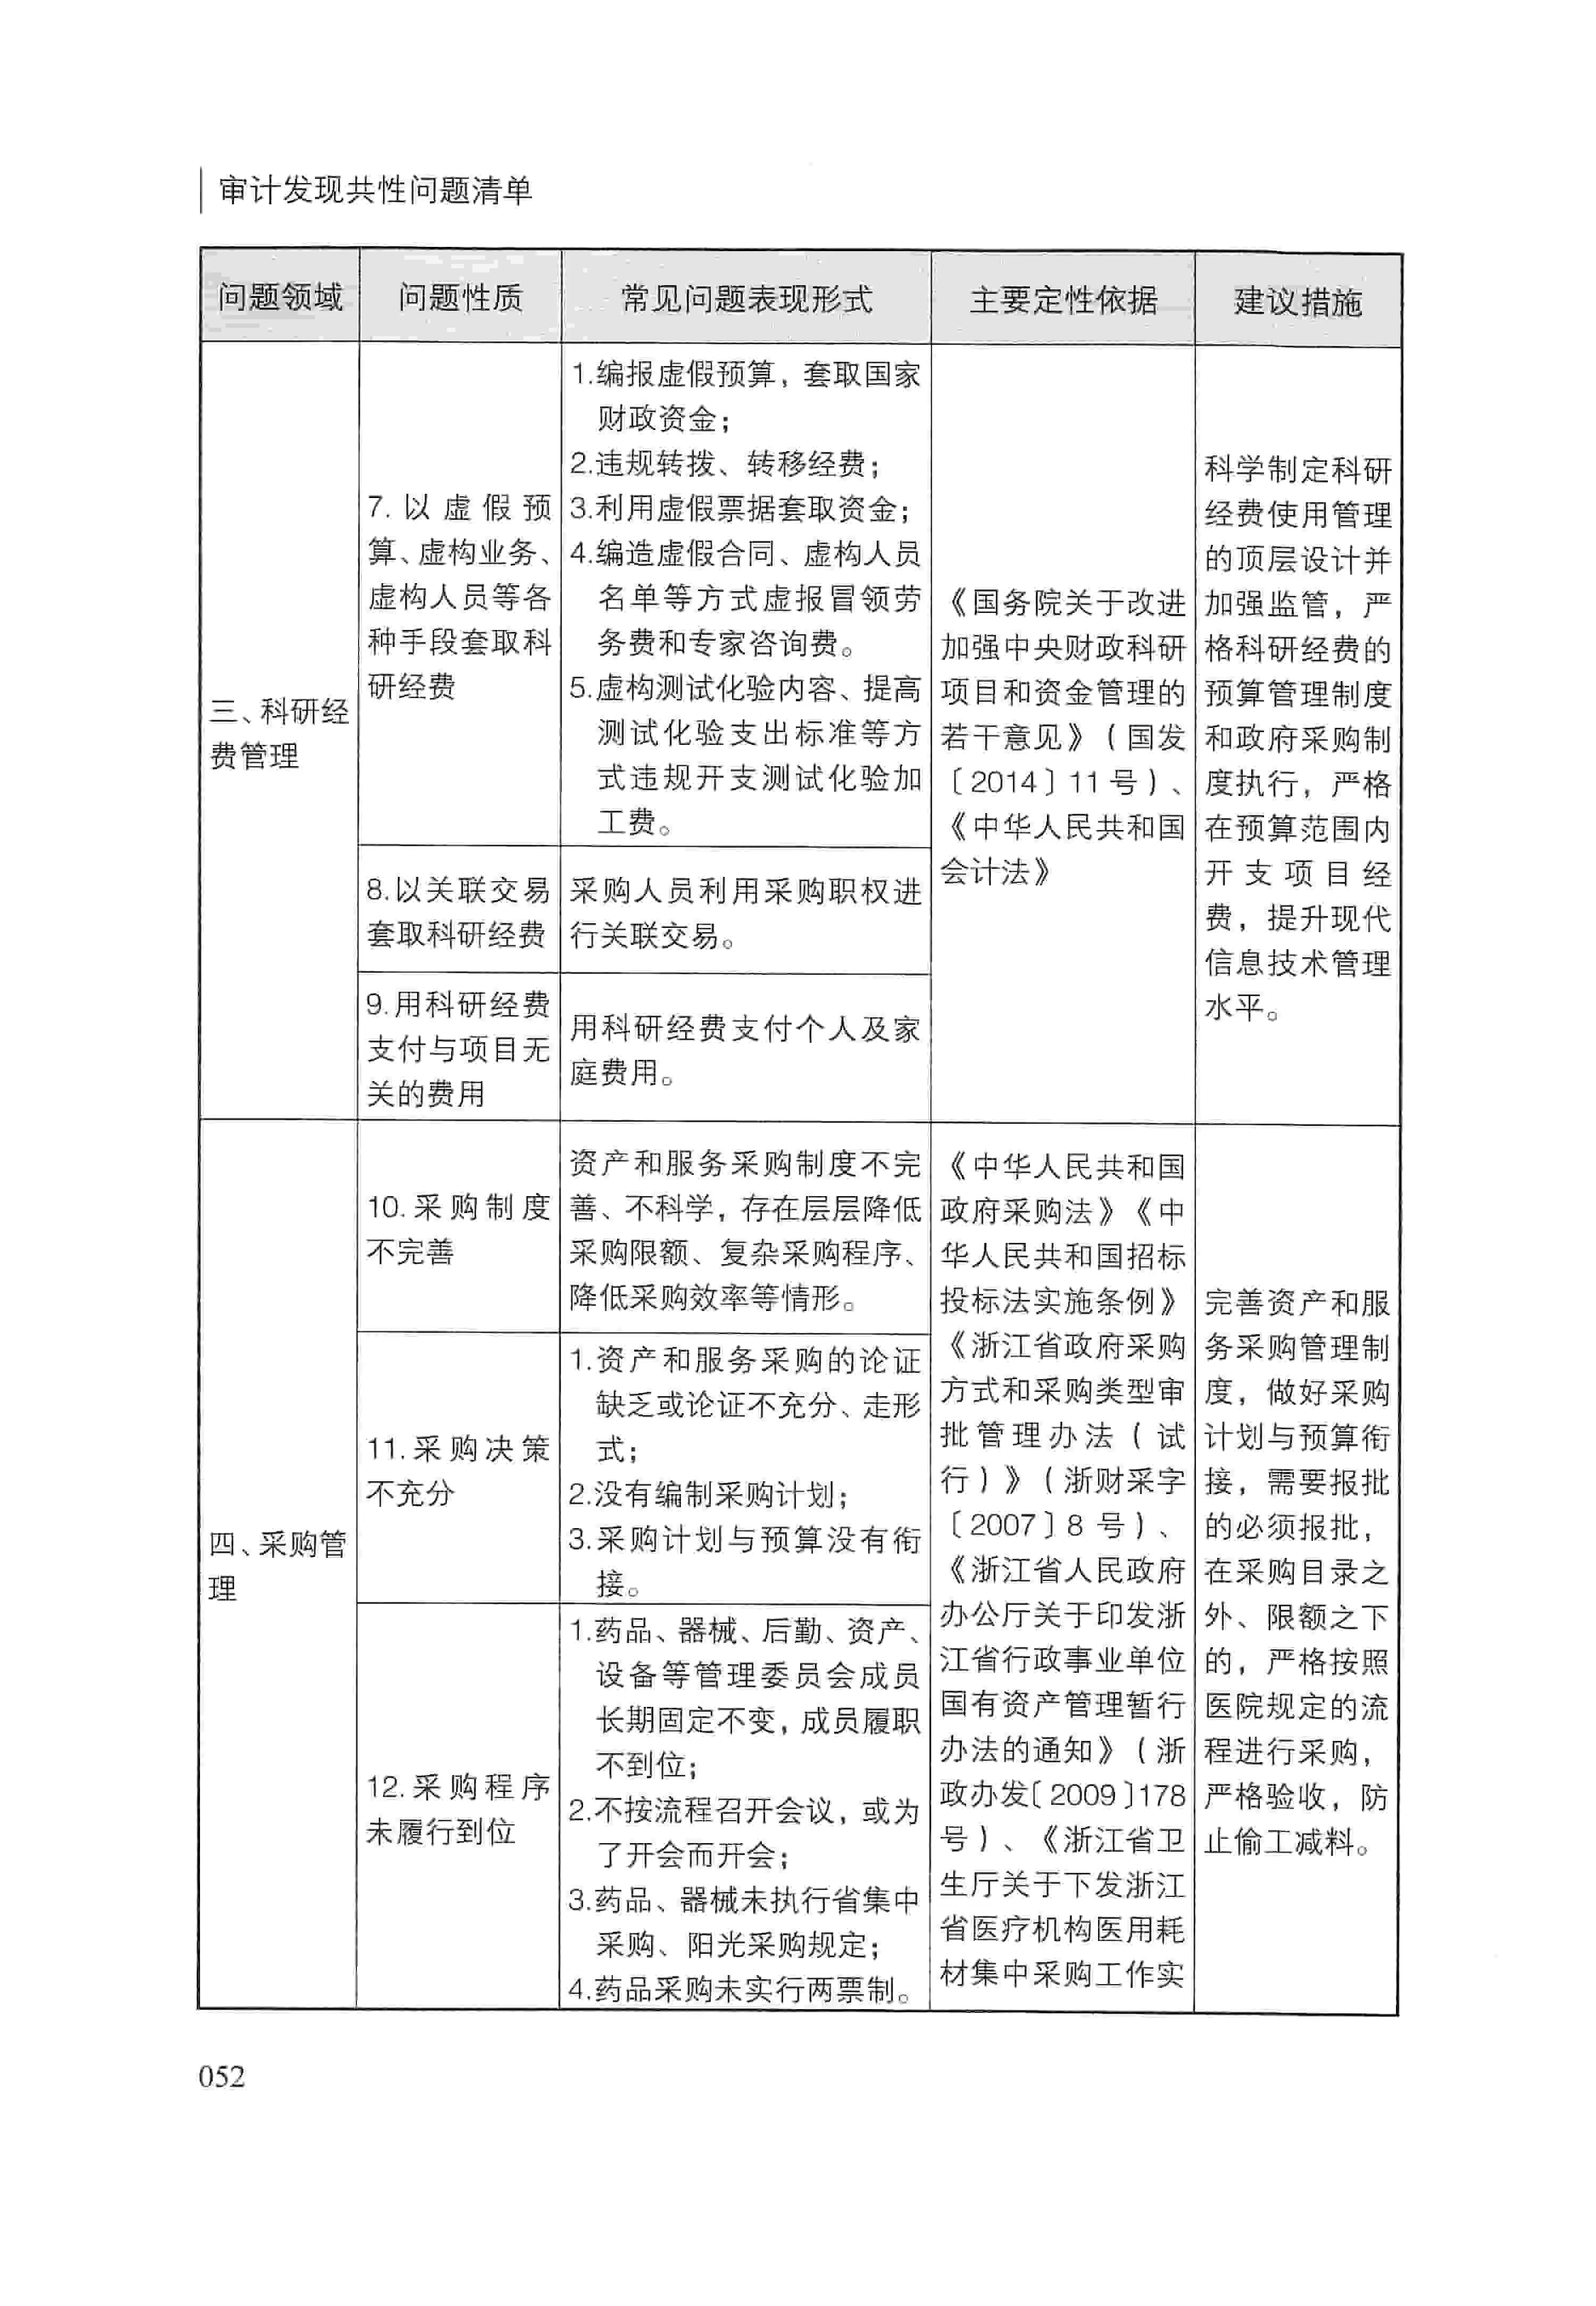 审计发现共性问题清单
问题领域
问题性质
常见问题表现形式
主要定性依据
建议措施
三、科研经
费管理
7. 以虚假预
算、虚构业务、
虚构人员等各
种手段套取科
研经费
1.编报虚假预算，套取国家
财政资金；
2.违规转拨、转移经费；
3.利用虚假票据套取资金；
4.编造虚假合同、虚构人员
名单等方式虚报冒领劳
务费和专家咨询费。
5.虚构测试化验内容、提高
测试化验支出标准等方
式违规开支测试化验加
工费。
8.以关联交易
套取科研经费
采购人员利用采购职权进
行关联交易。
9.用科研经费
支付与项目无
关的费用
用科研经费支付个人及家
庭费用。
《国务院关于改进
加强中央财政科研
项目和资金管理的
若干意见》（国发
〔2014〕11号）、
《中华人民共和国
会计法》
科学制定科研
经费使用管理
的顶层设计并
加强监管，严
格科研经费的
预算管理制度
和政府采购制
度执行，严格
在预算范围内
开支项目经
费，提升现代
信息技术管理
水平。
四、采购管
理
10.采购制度
不完善
资产和服务采购制度不完
善、不科学，存在层层降低
采购限额、复杂采购程序、
降低采购效率等情形。
11.采购决策
不充分
1.资产和服务采购的论证
缺乏或论证不充分、走形
式；
2.没有编制采购计划；
3.采购计划与预算没有衔
接。
12.采购程序
未履行到位
1.药品、器械、后勤、资产、
设备等管理委员会成员
长期固定不变，成员履职
不到位；
2.不按流程召开会议，或为
了开会而开会；
3.药品、器械未执行省集中
采购、阳光采购规定；
4.药品采购未实行两票制。
《中华人民共和国
政府采购法》《中
华人民共和国招标
投标法实施条例》
《浙江省政府采购
方式和采购类型审
批管理办法（试
行）》（浙财采字
〔2007〕8号）、
《浙江省人民政府
办公厅关于印发浙
江省行政事业单位
国有资产管理暂行
办法的通知》（浙
政办发〔2009〕178
号）、《浙江省卫
生厅关于下发浙江
省医疗机构医用耗
材集中采购工作实
完善资产和服
务采购管理制
度，做好采购
计划与预算衔
接，需要报批
的必须报批，
在采购目录之
外、限额之下
的，严格按照
医院规定的流
程进行采购，
严格验收，防
止偷工减料。
052